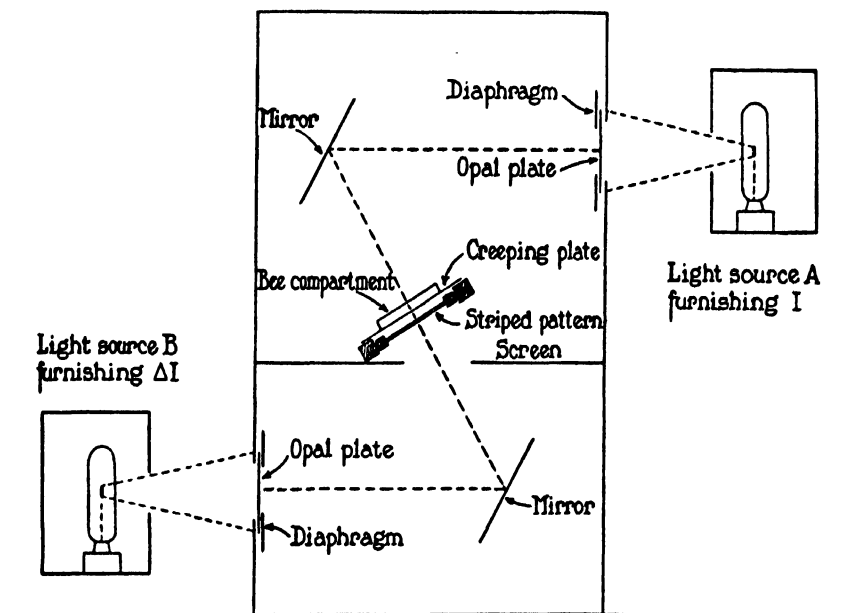 Diaphragm
Mirror
Opal plate
Creeping plate
Bee compartment
Light source A
furnishing I
Striped pattern
Screen
Light source B
furnishing ΔI
Opal plate
Mirror
Diaphragm